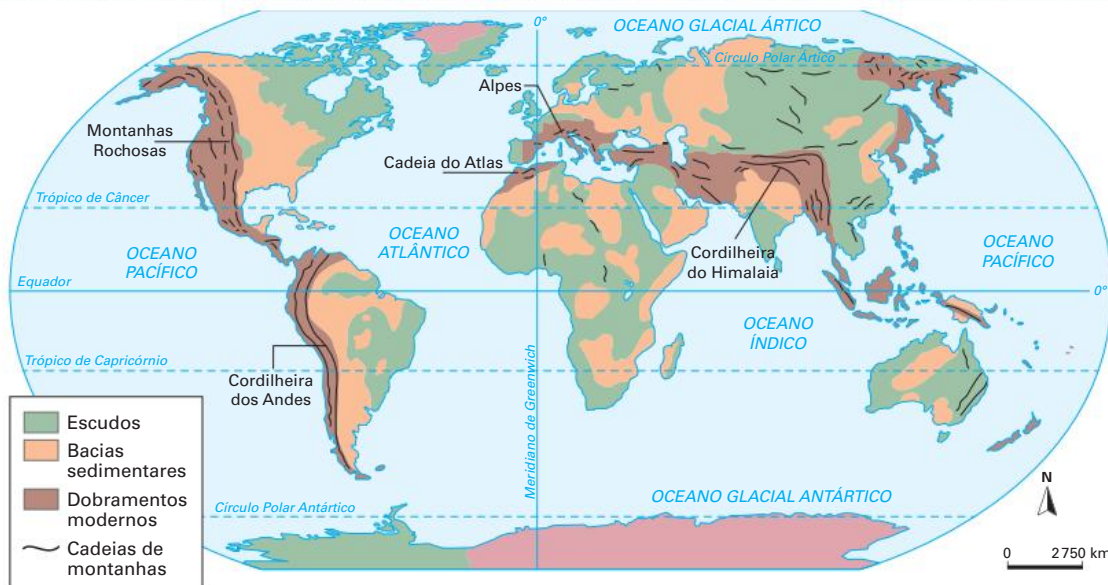 OCEANO GLACIAL ÁRTICO
0°
Círculo Polar Ártico
Alpes
Montanhas
Rochosas
Cadeia do Atlas
Trópico de Câncer
OCEANO
PACÍFICO
OCEANO
ATLÂNTICO
Cordilheira
do Himalaia
OCEANO
PACÍFICO
Equador
0°
OCEANO
ÍNDICO
Trópico de Capricórnio
Cordilheira
dos Andes
Meridiano de Greenwich
Escudos
Bacias
sedimentares
Dobramentos
modernos
Cadeias de
montanhas
Círculo Polar Antártico
OCEANO GLACIAL ANTÁRTICO
N
0 2 750 km